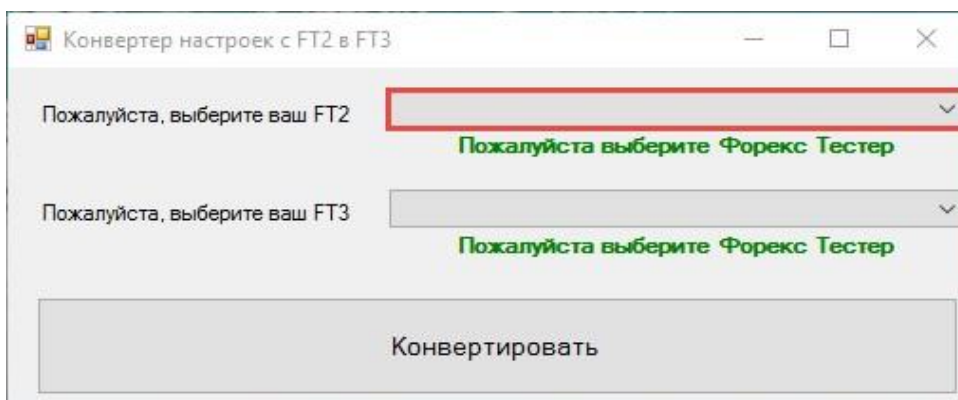 Конвертер настроек с FT2 в FT3
Пожалуйста, выберите ваш FT2
Пожалуйста выберите Форекс Тестер
Пожалуйста, выберите ваш FT3
Пожалуйста выберите Форекс Тестер
Конвертировать